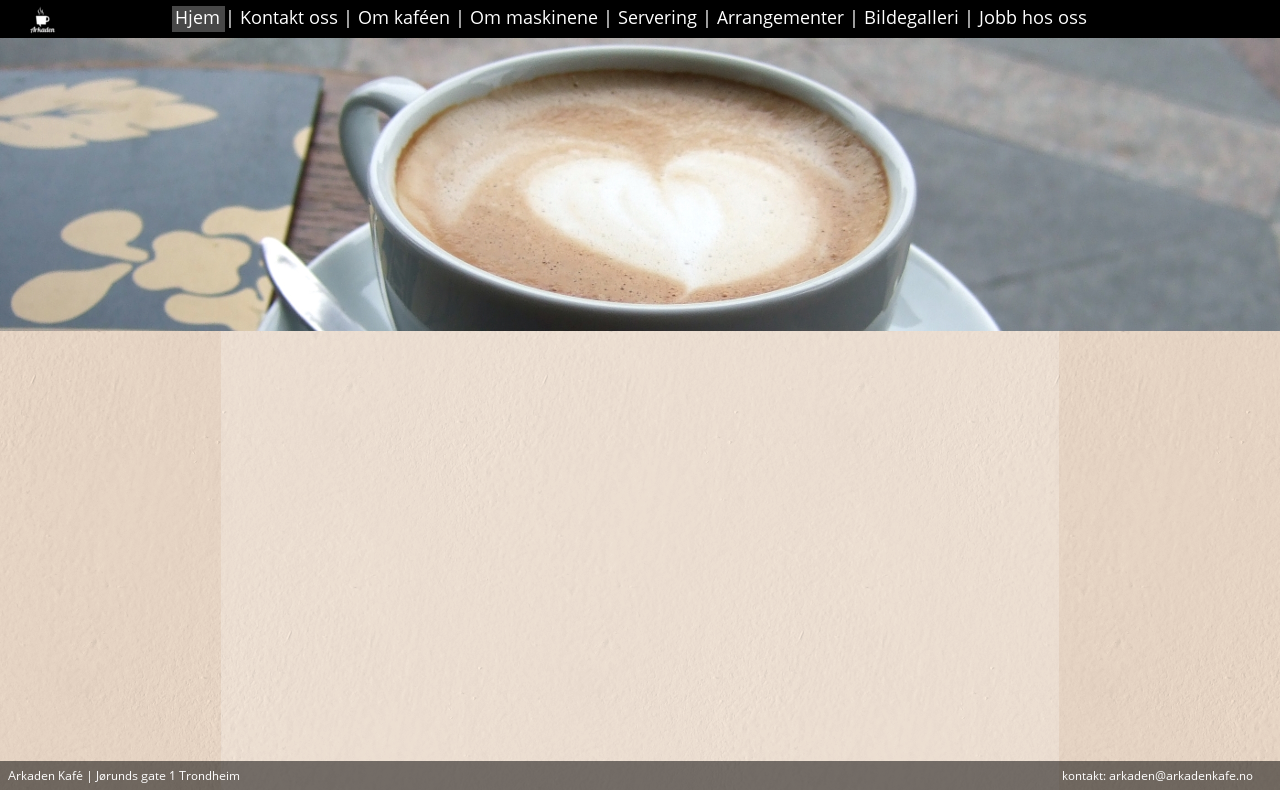 Arkaden
Hjem | Kontakt oss | Om kaféen | Om maskinene | Servering | Arrangementer | Bildegalleri | Jobb hos oss
Arkaden Kafé | Jørunds gate 1 Trondheim
kontakt: arkaden@arkadenkafe.no